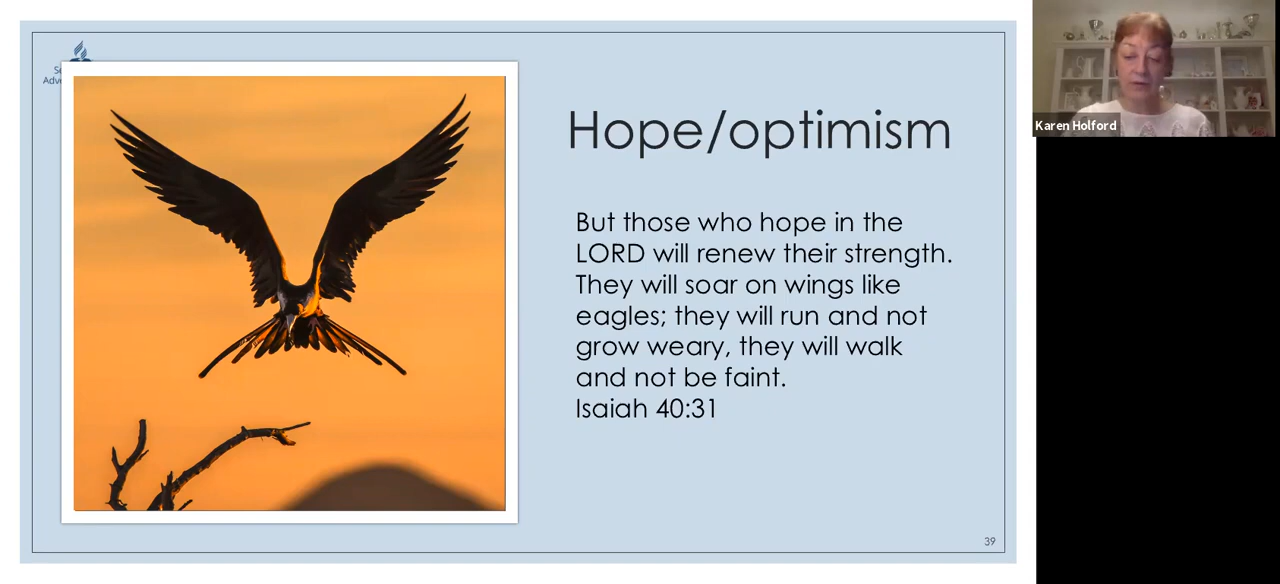 Hope/optimism
But those who hope in the
LORD will renew their strength.
They will soar on wings like
eagles; they will run and not
grow weary, they will walk
and not be faint.
Isaiah 40:31
39
Karen Holford